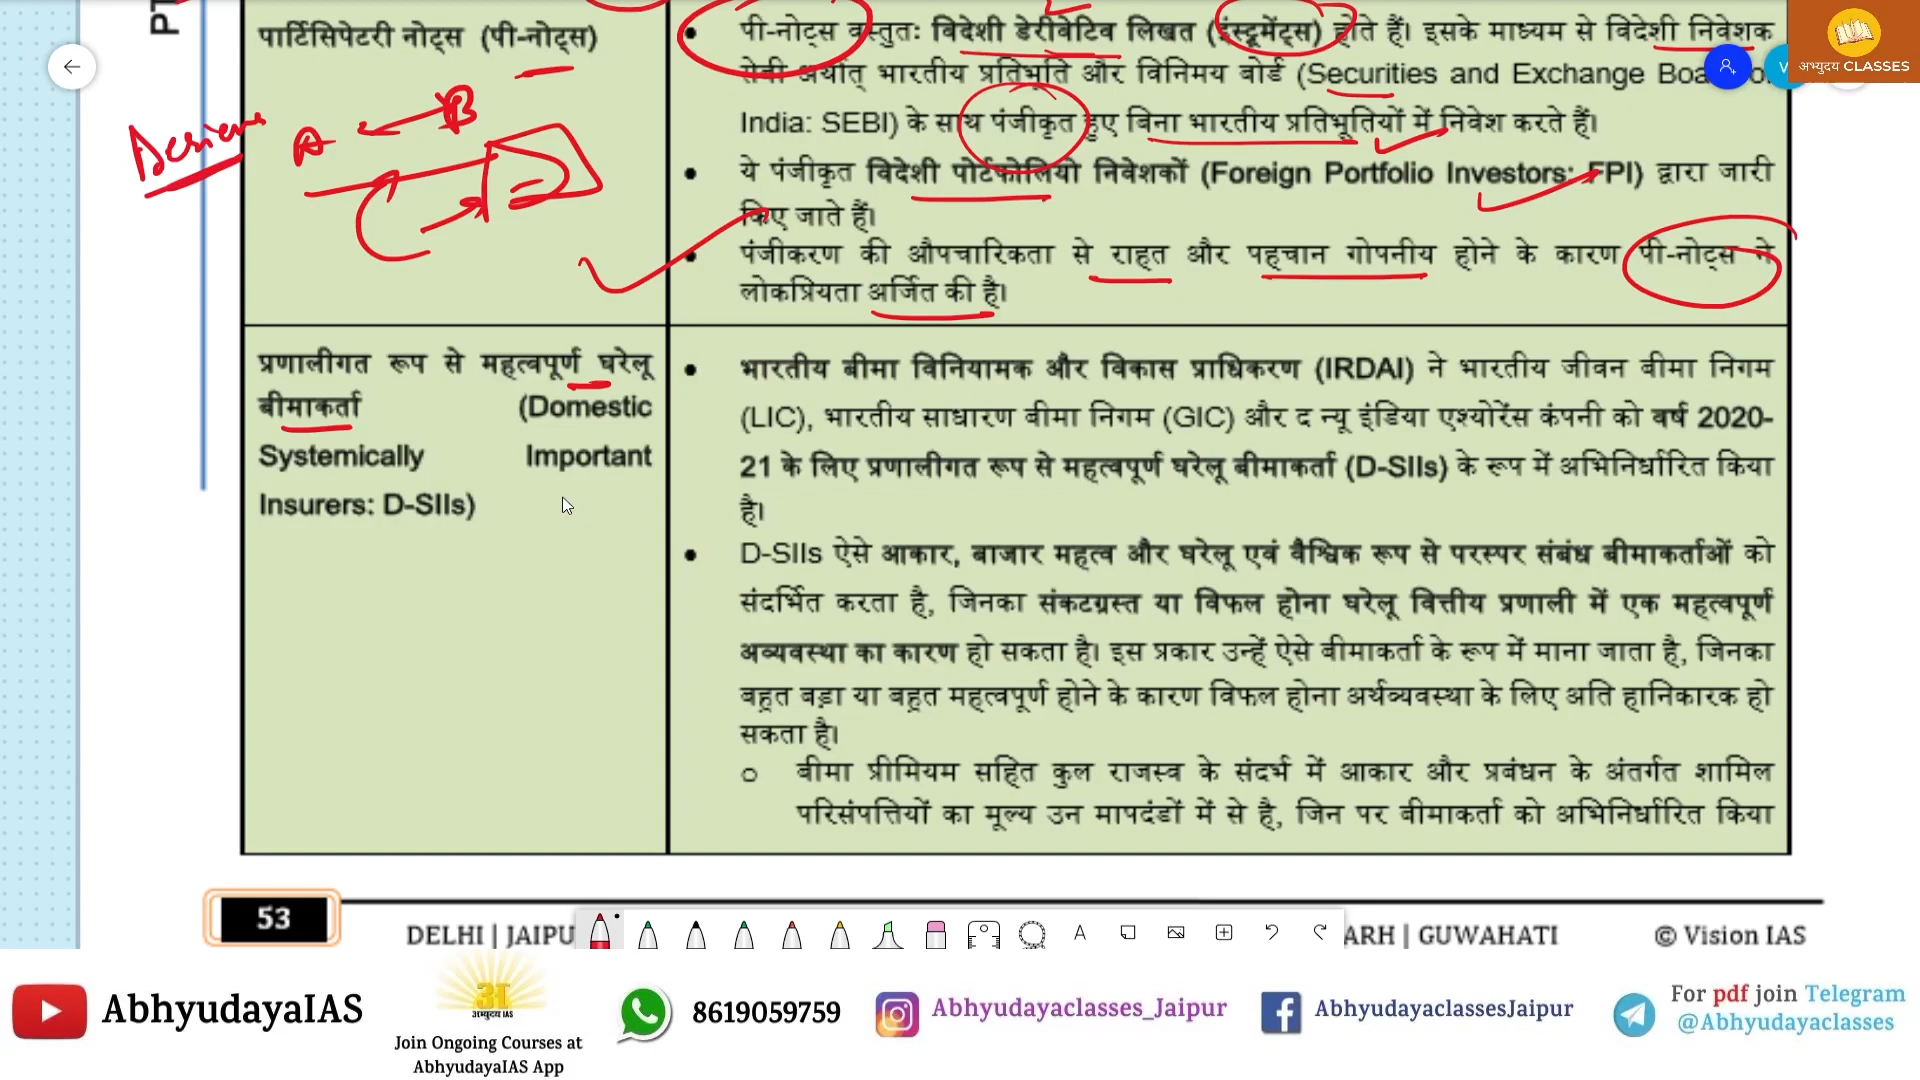 PT
पार्टिसिपेटरी नोट्स (पी-नोट्स)
• पी-नोट्स वस्तुतः विदेशी डेरीवेटिव लिखत (इंस्ट्रूमेंट्स) होते हैं। इसके माध्यम से विदेशी निवेशक
सेबी अर्थात् भारतीय प्रतिभूति और विनिमय बोर्ड (Securities and Exchange
India: SEBI) के साथ पंजीकृत हुए बिना भारतीय प्रतिभूतियों में निवेश करते हैं।
• ये पंजीकृत विदेशी पोर्टफोलियो निवेशकों (Foreign Portfolio Investors: FPI) द्वारा जारी
किए जाते हैं।
• पंजीकरण की औपचारिकता से राहत और पहचान गोपनीय होने के कारण पी-नोट्स ने
लोकप्रियता अर्जित की है।
A B
अभ्युदय CLASSES
प्रणालीगत रूप से महत्वपूर्ण घरेलू
बीमाकर्ता (Domestic
Systemically Important
Insurers: D-SIIs)
• भारतीय बीमा विनियामक और विकास प्राधिकरण (IRDAI) ने भारतीय जीवन बीमा निगम
(LIC), भारतीय साधारण बीमा निगम (GIC) और द न्यू इंडिया एश्योरेंस कंपनी को वर्ष 2020-
21 के लिए प्रणालीगत रूप से महत्वपूर्ण घरेलू बीमाकर्ता (D-SIIs) के रूप में अभिनिर्धारित किया
है।
• D-SIIs ऐसे आकार, बाजार महत्व और घरेलू एवं वैश्विक रूप से परस्पर संबंध बीमाकर्ताओं को
संदर्भित करता है, जिनका संकटग्रस्त या विफल होना घरेलू वित्तीय प्रणाली में एक महत्वपूर्ण
अव्यवस्था का कारण हो सकता है। इस प्रकार उन्हें ऐसे बीमाकर्ता के रूप में माना जाता है, जिनका
बहुत बड़ा या बहुत महत्वपूर्ण होने के कारण विफल होना अर्थव्यवस्था के लिए अति हानिकारक हो
सकता है।
o बीमा प्रीमियम सहित कुल राजस्व के संदर्भ में आकार और प्रबंधन के अंतर्गत शामिल
परिसंपत्तियों का मूल्य उन मापदंडों में से है, जिन पर बीमाकर्ता को अभिनिर्धारित किया
53
DELHI | JAIPU ARH | GUWAHATI © Vision IAS
AbhyudayaIAS
अभ्युदय IAS
Join Ongoing Courses at
AbhyudayaIAS App
8619059759
Abhyudayaclasses_Jaipur
AbhyudayaclassesJaipur
For pdf join Telegram
@Abhyudayaclasses